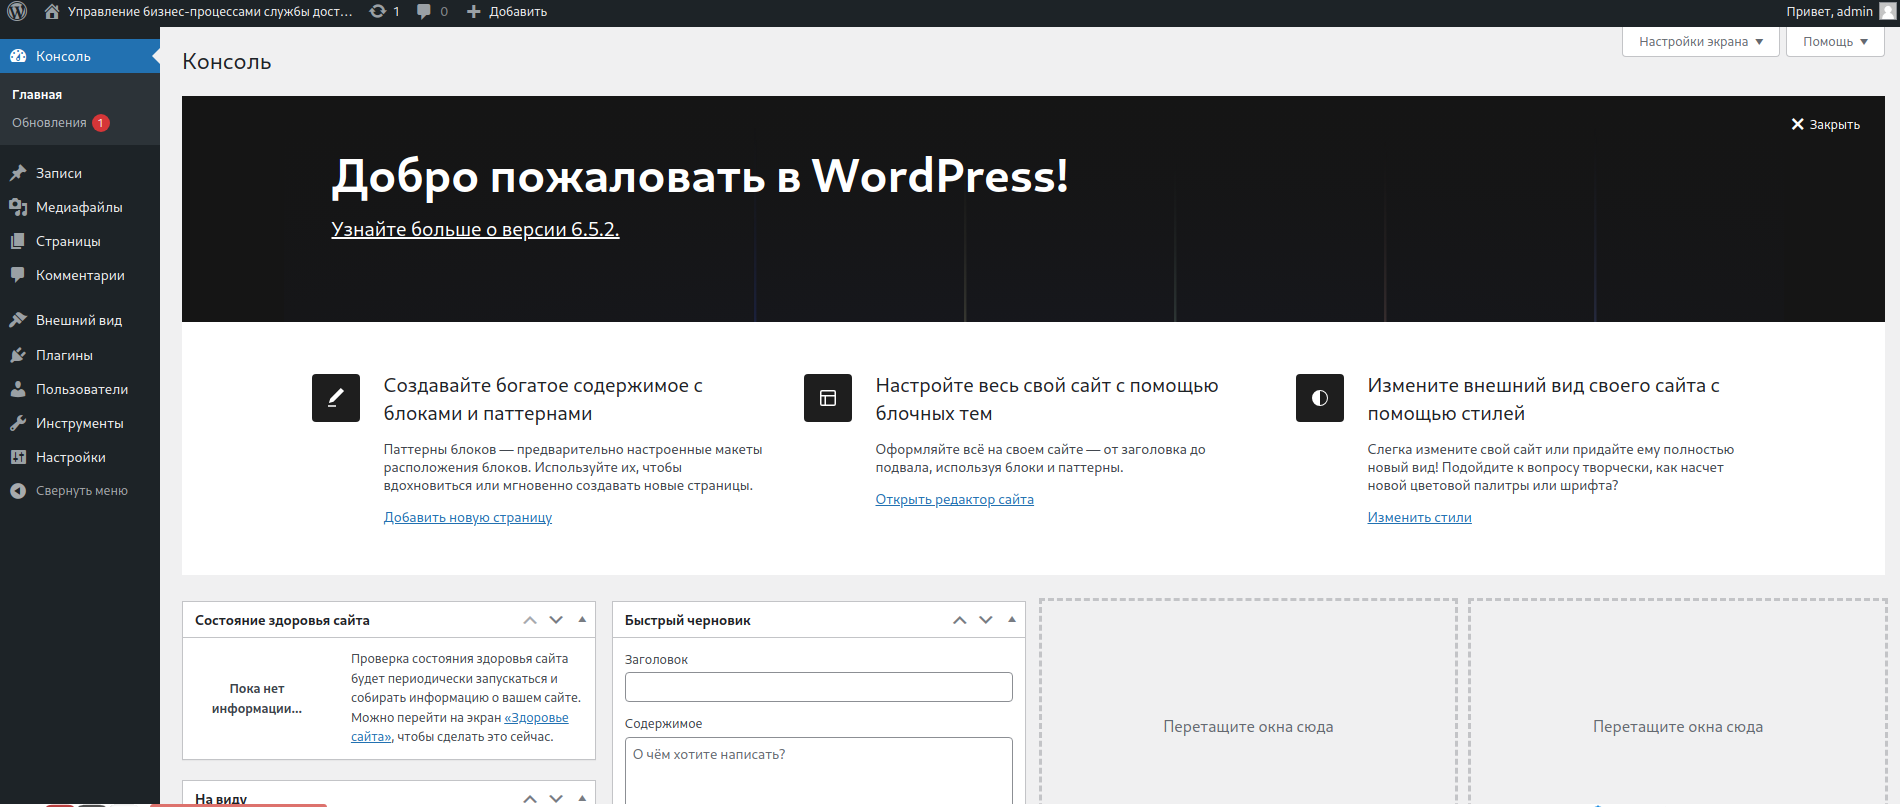 Управление бизнес-процессами службы дост...
1
0
Добавить
Привет, admin
Консоль
Главная
Обновления 1
Записи
Медиафайлы
Страницы
Комментарии
Внешний вид
Плагины
Пользователи
Инструменты
Настройки
Свернуть меню
Консоль
Настройки экрана
Помощь
Закрыть
Добро пожаловать в WordPress!
Узнайте больше о версии 6.5.2.
Создавайте богатое содержимое с
блоками и паттернами
Паттерны блоков — предварительно настроенные макеты
расположения блоков. Используйте их, чтобы
вдохновиться или мгновенно создавать новые страницы.
Добавить новую страницу
Настройте весь свой сайт с помощью
блочных тем
Оформляйте всё на своем сайте — от заголовка до
подвала, используя блоки и паттерны.
Открыть редактор сайта
Измените внешний вид своего сайта с
помощью стилей
Слегка измените свой сайт или придайте ему полностью
новый вид! Подойдите к вопросу творчески, как насчет
новой цветовой палитры или шрифта?
Изменить стили
Состояние здоровья сайта
Пока нет
информации...
Проверка состояния здоровья сайта
будет периодически запускаться и
собирать информацию о вашем сайте.
Можно перейти на экран «Здоровье
сайта», чтобы сделать это сейчас.
На виду
Быстрый черновик
Заголовок
Содержимое
О чём хотите написать?
Перетащите окна сюда
Перетащите окна сюда